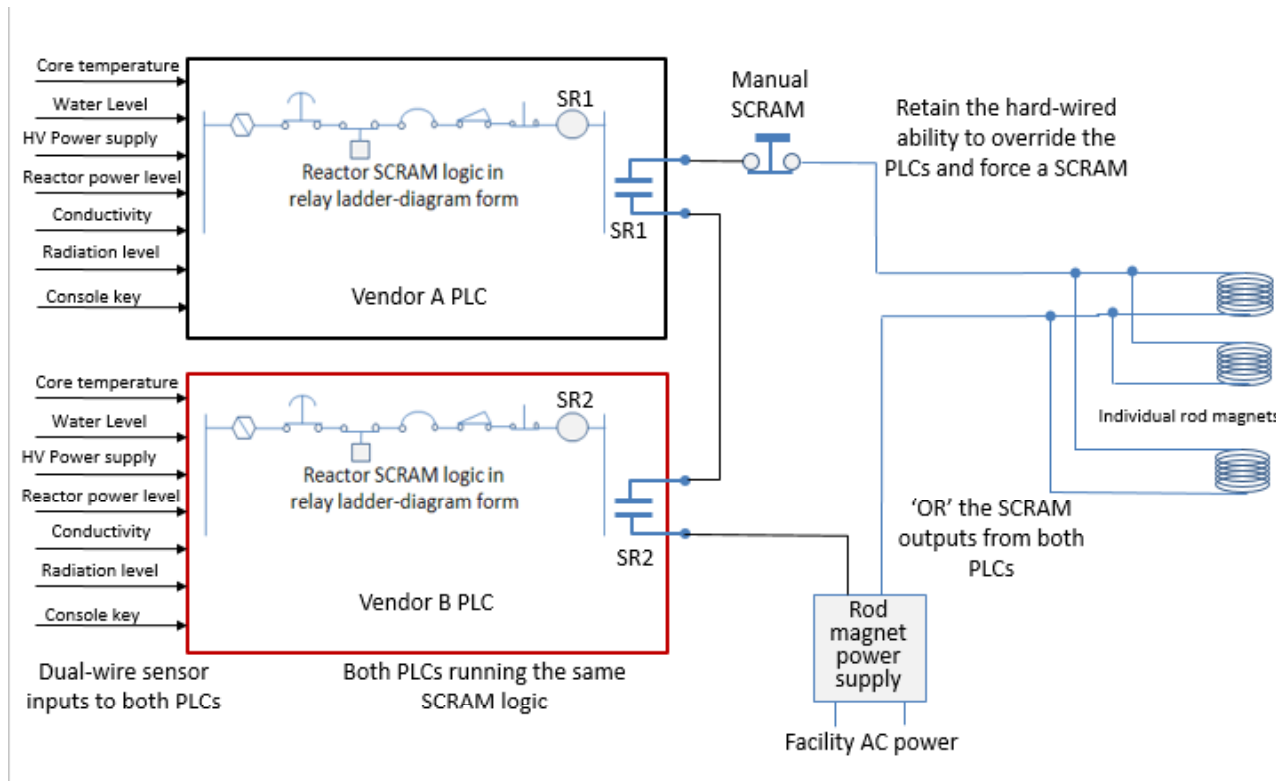 Core temperature
Water Level
HV Power supply
Reactor power level
Conductivity
Radiation level
Console key
SR1
Reactor SCRAM logic in
relay ladder-diagram form
SR1
Vendor A PLC
Manual
SCRAM
Retain the hard-wired
ability to override the
PLCs and force a SCRAM
Core temperature
Water Level
HV Power supply
Reactor power level
Conductivity
Radiation level
Console key
SR2
Reactor SCRAM logic in
relay ladder-diagram form
SR2
Vendor B PLC
Individual rod magnets
‘OR’ the SCRAM
outputs from both
PLCs
Rod
magnet
power
supply
Facility AC power
Dual-wire sensor
inputs to both PLCs
Both PLCs running the same
SCRAM logic